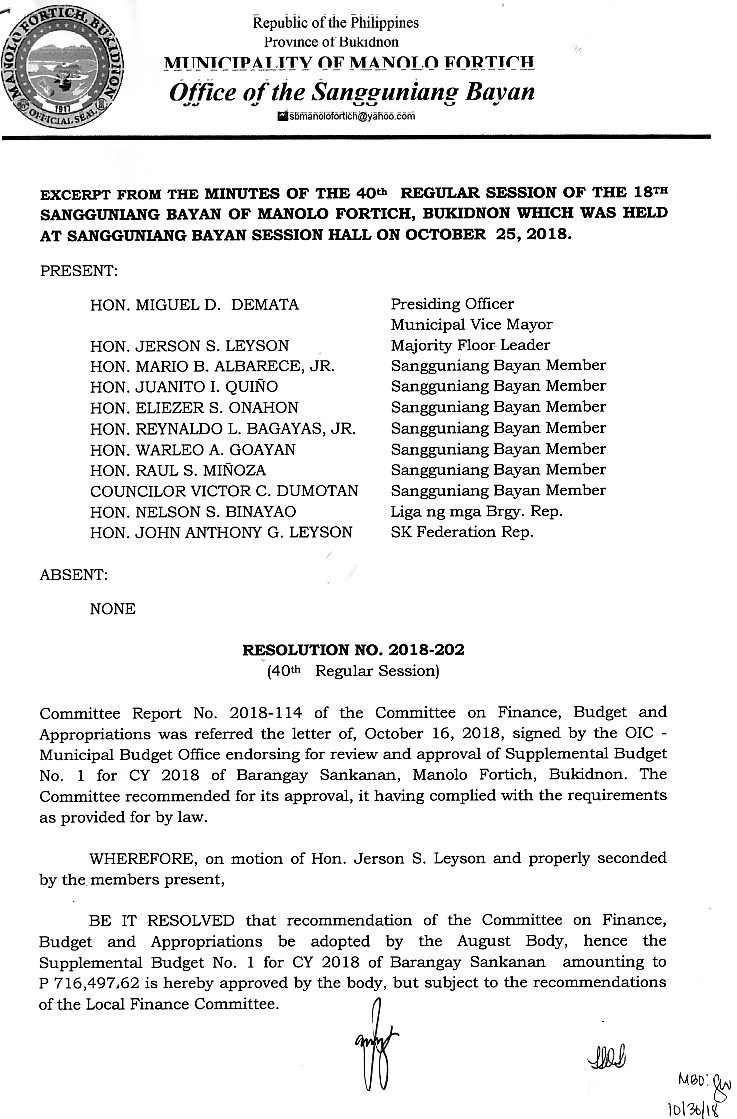 MANOLO FORTICH, BUKIDNON
1917
OFFICIAL SEAL
Republic of the Philippines
Province of Bukidnon
MUNICIPALITY OF MANOLO FORTICH
Office of the Sangguniang Bayan
sbmanolofortich@yahoo.com
EXCERPT FROM THE MINUTES OF THE 40th REGULAR SESSION OF THE 18TH
SANGGUNIANG BAYAN OF MANOLO FORTICH, BUKIDNON WHICH WAS HELD
AT SANGGUNIANG BAYAN SESSION HALL ON OCTOBER 25, 2018.
PRESENT:
HON. MIGUEL D. DEMATA Presiding Officer
Municipal Vice Mayor
HON. JERSON S. LEYSON Majority Floor Leader
HON. MARIO B. ALBARECE, JR. Sangguniang Bayan Member
HON. JUANITO I. QUIÑO Sangguniang Bayan Member
HON. ELIEZER S. ONAHON Sangguniang Bayan Member
HON. REYNALDO L. BAGAYAS, JR. Sangguniang Bayan Member
HON. WARLEO A. GOAYAN Sangguniang Bayan Member
HON. RAUL S. MIÑOZA Sangguniang Bayan Member
COUNCILOR VICTOR C. DUMOTAN Sangguniang Bayan Member
HON. NELSON S. BINAYAO Liga ng mga Brgy. Rep.
HON. JOHN ANTHONY G. LEYSON SK Federation Rep.
ABSENT:
NONE
RESOLUTION NO. 2018-202
(40th Regular Session)
Committee Report No. 2018-114 of the Committee on Finance, Budget and
Appropriations was referred the letter of, October 16, 2018, signed by the OIC -
Municipal Budget Office endorsing for review and approval of Supplemental Budget
No. 1 for CY 2018 of Barangay Sankanan, Manolo Fortich, Bukidnon. The
Committee recommended for its approval, it having complied with the requirements
as provided for by law.
WHEREFORE, on motion of Hon. Jerson S. Leyson and properly seconded
by the members present,
BE IT RESOLVED that recommendation of the Committee on Finance,
Budget and Appropriations be adopted by the August Body, hence the
Supplemental Budget No. 1 for CY 2018 of Barangay Sankanan amounting to
P 716,497.62 is hereby approved by the body, but subject to the recommendations
of the Local Finance Committee.
MBD:
10/30/18